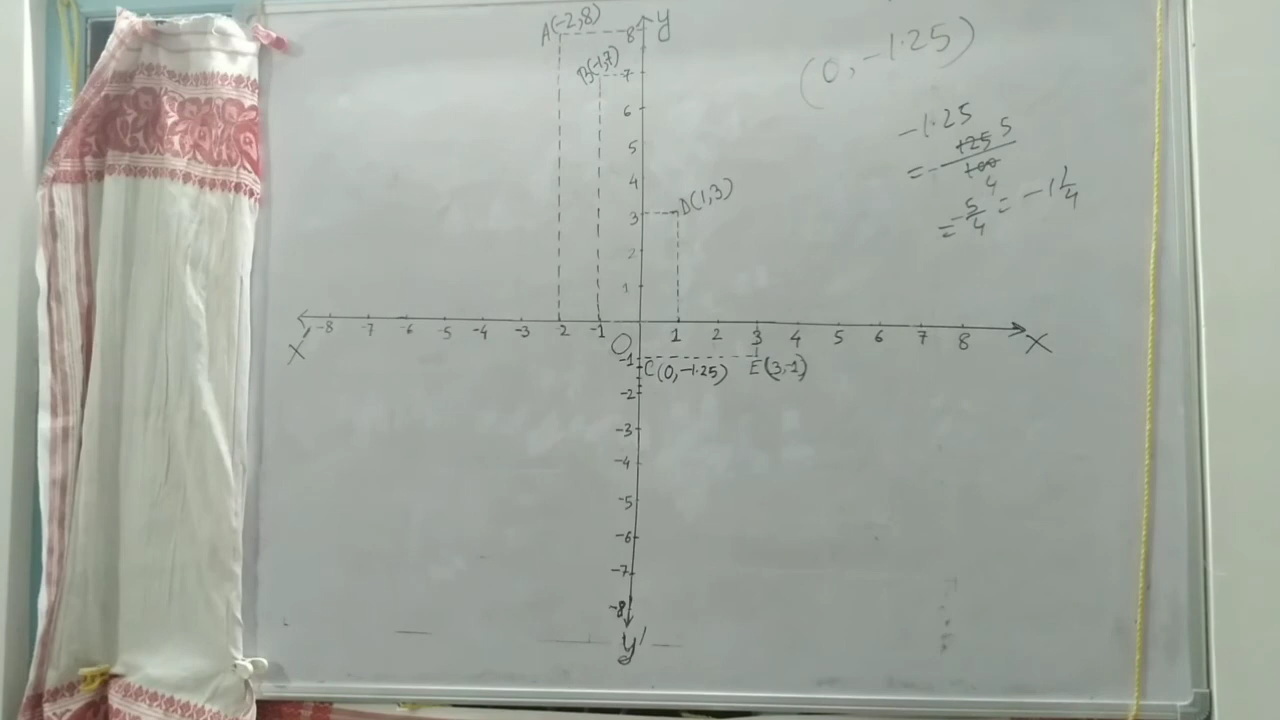 A(-2,8)
8
y
B(-1,7)
7
6
5
4
D(1,3)
3
2
1
X' -8 -7 -6 -5 -4 -3 -2 -1 O 1 2 3 4 5 6 7 8 X
-1
C(0,-1.25) E(3,-1)
-2
-3
-4
-5
-6
-7
-8
y'
(0,-1.25)
-1.25
= -125/100 5/4
= -5/4 = -1 1/4